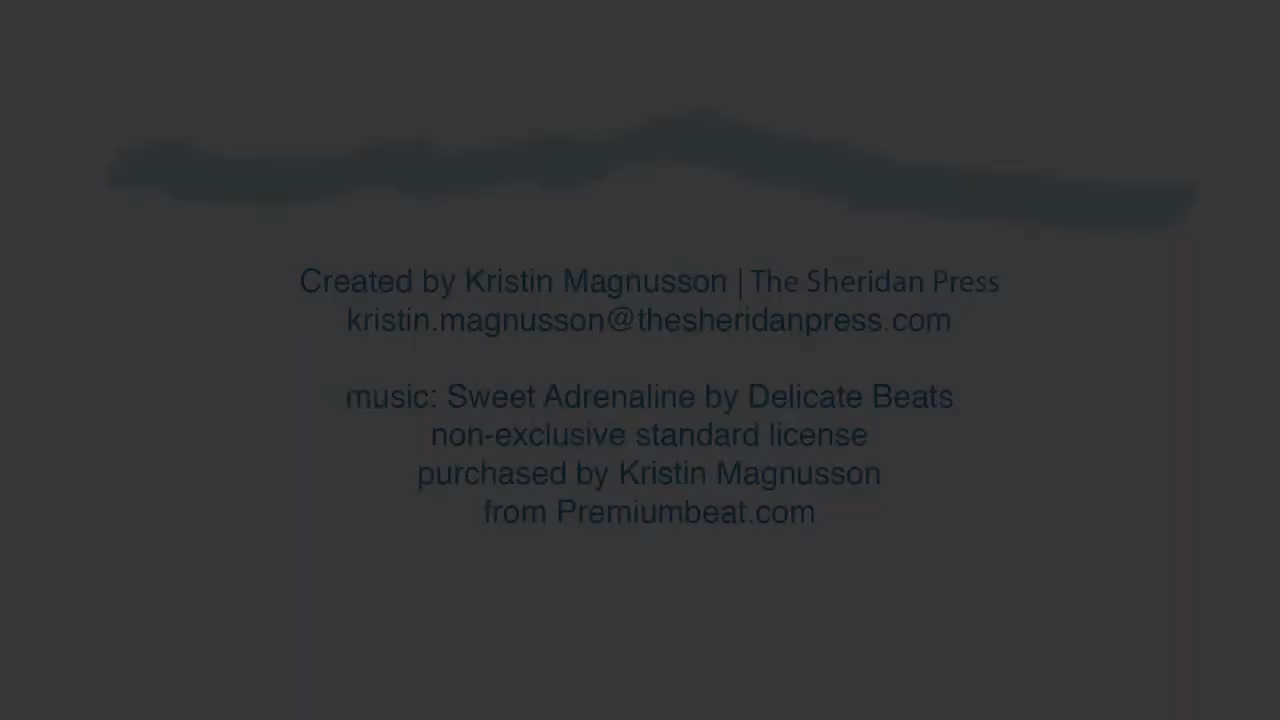 Created by Kristin Magnusson | The Sheridan Press
kristin.magnusson@thesheridanpress.com
music: Sweet Adrenaline by Delicate Beats
non-exclusive standard license
purchased by Kristin Magnusson
from Premiumbeat.com